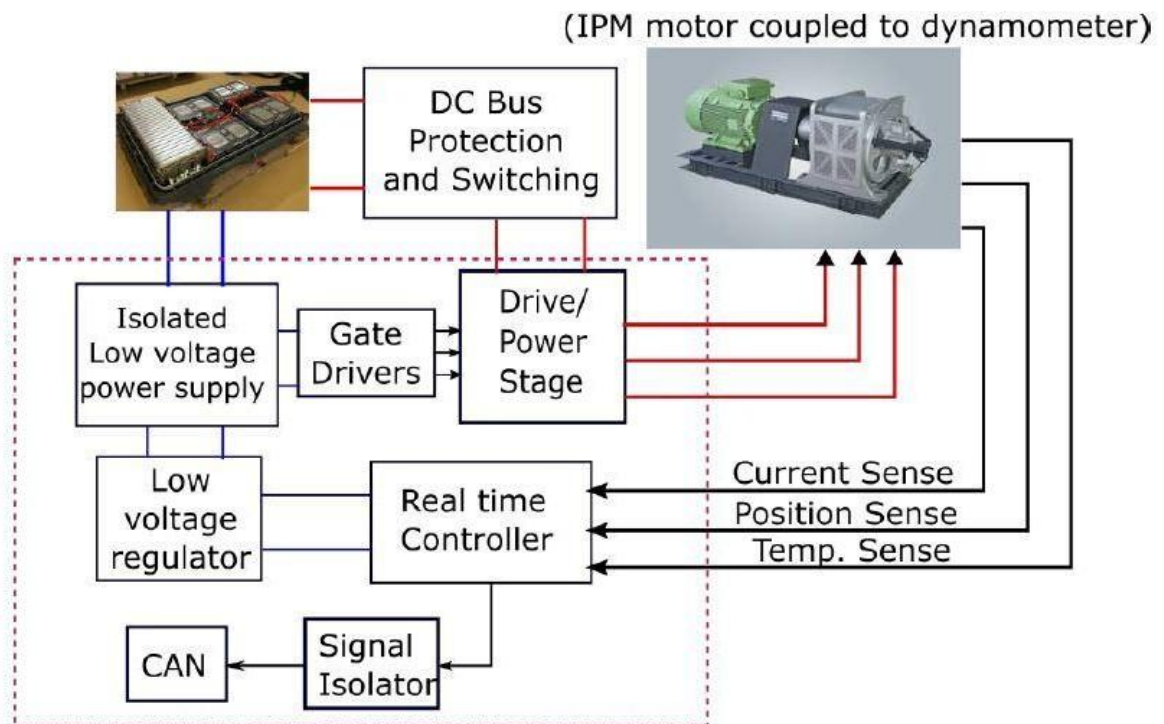 (IPM motor coupled to dynamometer)
DC Bus
Protection
and Switching
Isolated
Low voltage
power supply
Gate
Drivers
Drive/
Power
Stage
Low
voltage
regulator
Real time
Controller
Current Sense
Position Sense
Temp. Sense
CAN
Signal
Isolator